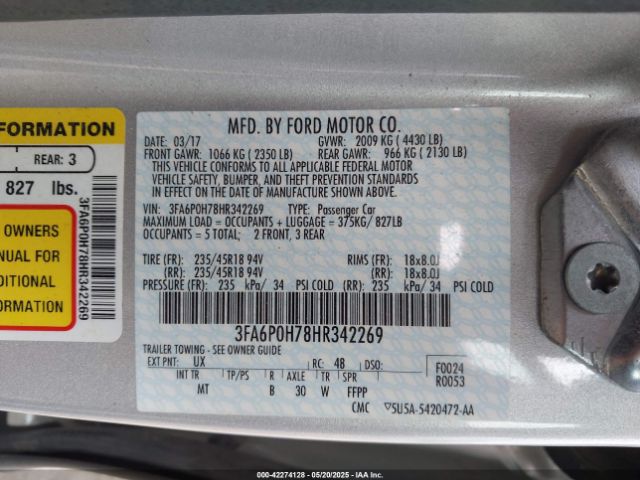 FORMATION
REAR: 3
827 lbs.
OWNERS
ANUAL FOR
DITIONAL
FORMATION
3FA6P0H78HR342269
MFD. BY FORD MOTOR CO.
DATE: 03/17 GVWR: 2009 KG ( 4430 LB)
FRONT GAWR: 1066 KG ( 2350 LB) REAR GAWR: 966 KG ( 2130 LB)
THIS VEHICLE CONFORMS TO ALL APPLICABLE FEDERAL MOTOR
VEHICLE SAFETY, BUMPER, AND THEFT PREVENTION STANDARDS
IN EFFECT ON THE DATE OF MANUFACTURE SHOWN ABOVE.
VIN: 3FA6P0H78HR342269 TYPE: Passenger Car
MAXIMUM LOAD = OCCUPANTS + LUGGAGE = 375KG/ 827LB
OCCUPANTS = 5 TOTAL; 2 FRONT, 3 REAR
TIRE (FR): 235/45R18 94V RIMS (FR): 18x8.0J
(RR): 235/45R18 94V (RR): 18x8.0J
PRESSURE (FR): 235 kPa/ 34 PSI COLD (RR): 235 kPa/ 34 PSI COLD
3FA6P0H78HR342269
TRAILER TOWING - SEE OWNER GUIDE
EXT PNT: UX RC: 48 DSO: F0024
R0053
INT TR TP/PS R AXLE TR SPR
MT B 30 W FFPP
CMC ▽5U5A-5420472-AA
000-42274128 - 05/20/2025 - IAA Inc.